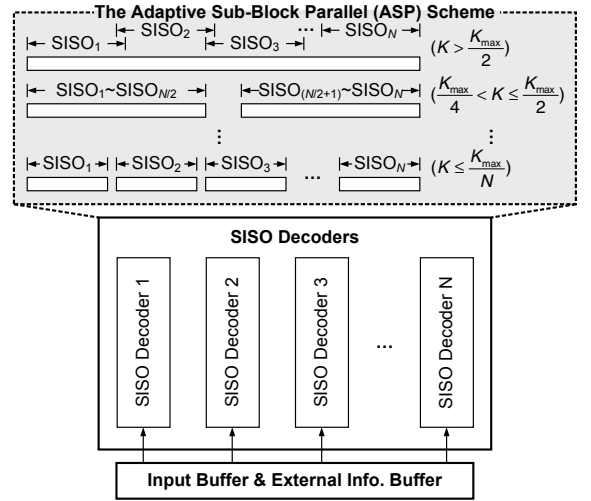 The Adaptive Sub-Block Parallel (ASP) Scheme
SISO1 SISO2 SISO3 ... SISON (K > Kmax/2)
SISO1~SISON/2 SISO(N/2+1)~SISON (Kmax/4 < K ≤ Kmax/2)
⋮ ⋮ ⋮
SISO1 SISO2 SISO3 ... SISON (K ≤ Kmax/N)
SISO Decoders
SISO Decoder 1
SISO Decoder 2
SISO Decoder 3
...
SISO Decoder N
Input Buffer & External Info. Buffer